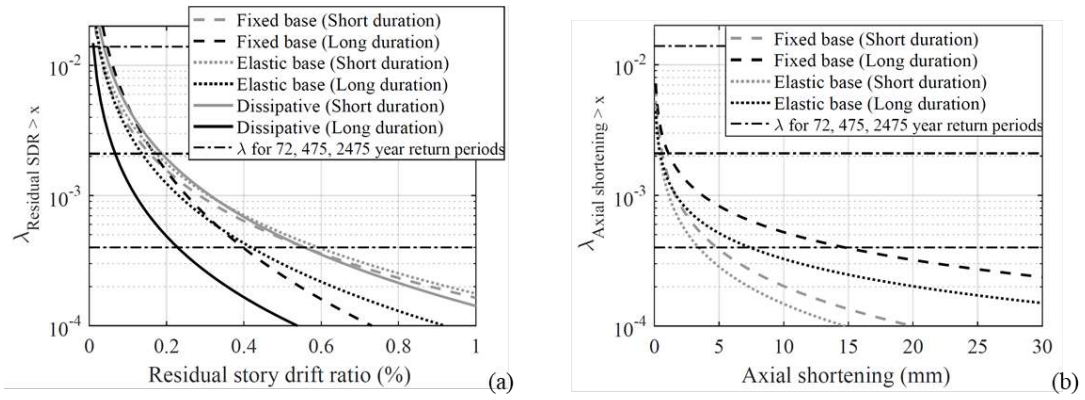 Fixed base (Short duration)
Fixed base (Long duration)
Elastic base (Short duration)
Elastic base (Long duration)
Dissipative (Short duration)
Dissipative (Long duration)
λ for 72, 475, 2475 year return periods
λ Residual SDR > x
10-2
10-3
10-4
0
0.2
0.4
0.6
0.8
1
Residual story drift ratio (%)
(a)
Fixed base (Short duration)
Fixed base (Long duration)
Elastic base (Short duration)
Elastic base (Long duration)
λ for 72, 475, 2475 year return periods
λ Axial shortening > x
10-2
10-3
10-4
0
5
10
15
20
25
30
Axial shortening (mm)
(b)